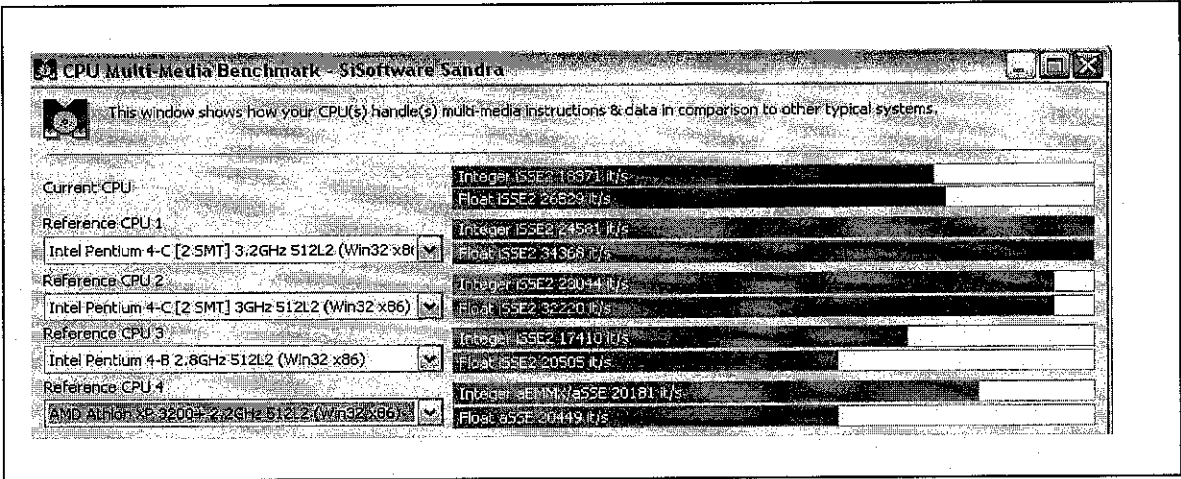 CPU Multi-Media Benchmark - SiSoftware Sandra
This window shows how your CPU(s) handle(s) multi-media instructions & data in comparison to other typical systems.
Current CPU
Integer iSSE2 18371 it/s
Float iSSE2 26829 it/s
Reference CPU 1
Integer iSSE2 24581 it/s
Intel Pentium 4-C [2 SMT] 3.2GHz 512L2 (Win32 x8
Float iSSE2 34368 it/s
Reference CPU 2
Integer iSSE2 23044 it/s
Intel Pentium 4-C [2 SMT] 3GHz 512L2 (Win32 x86)
Float iSSE2 32220 it/s
Reference CPU 3
Integer iSSE2 17410 it/s
Intel Pentium 4-B 2.8GHz 512L2 (Win32 x86)
Float iSSE2 20505 it/s
Reference CPU 4
Integer aEMMX/aSSE 20181 it/s
AMD Athlon XP 3200+ 2.2GHz 512L2 (Win32 x86)
Float aSSE 20449 it/s